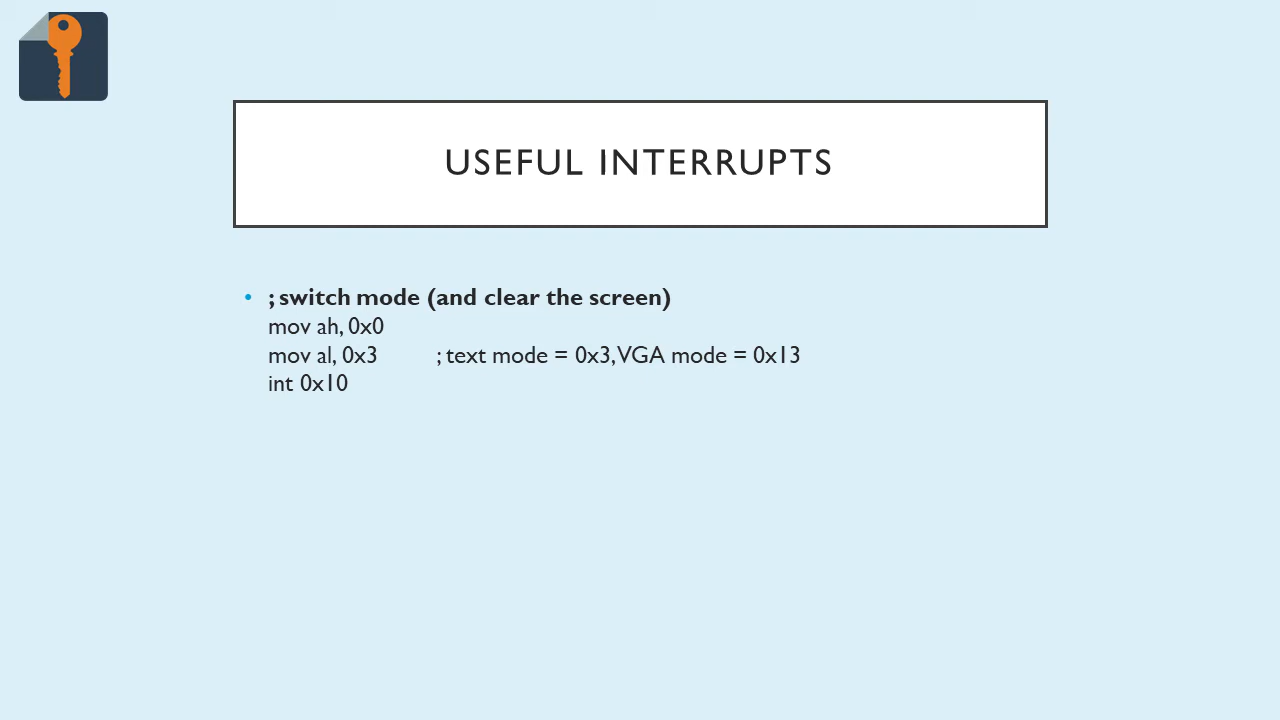 USEFUL INTERRUPTS
• ; switch mode (and clear the screen)
mov ah, 0x0
mov al, 0x3 ; text mode = 0x3, VGA mode = 0x13
int 0x10